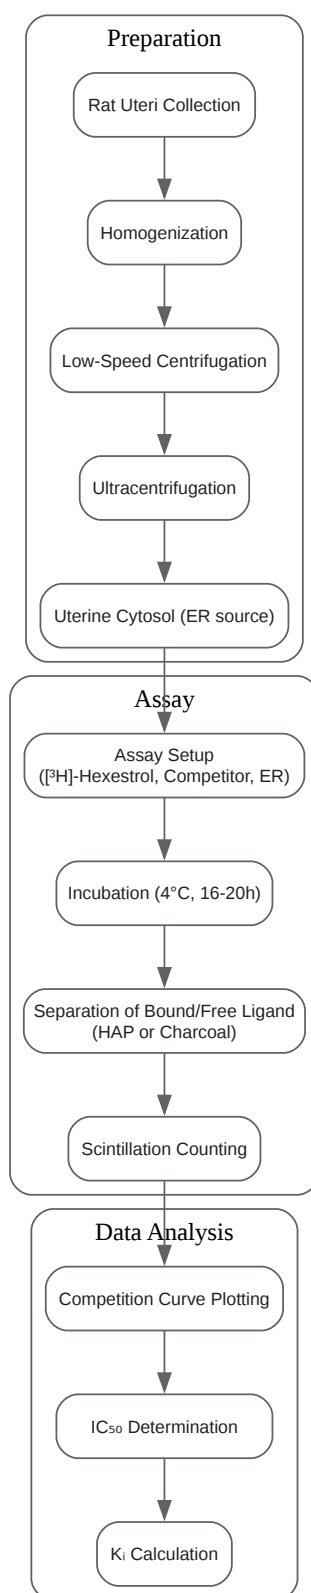 Preparation
Rat Uteri Collection
Homogenization
Low-Speed Centrifugation
Ultracentrifugation
Uterine Cytosol (ER source)
Assay
Assay Setup
([³H]-Hexestrol, Competitor, ER)
Incubation (4°C, 16-20h)
Separation of Bound/Free Ligand
(HAP or Charcoal)
Scintillation Counting
Data Analysis
Competition Curve Plotting
IC₅₀ Determination
Kᵢ Calculation